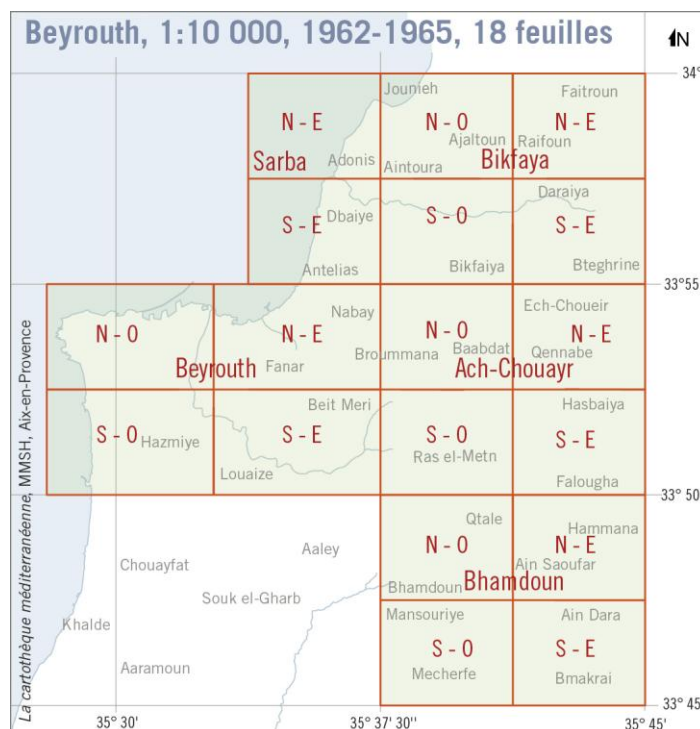 Beyrouth, 1:10 000, 1962-1965, 18 feuilles
N
34°
Jounieh
Faitroun
N - E
N - O
N - E
Ajaltoun
Raifoun
Sarba
Adonis
Aintoura
Bikfaya
Daraiya
Dbaiye
S - E
S - O
S - E
Antelias
Bikfaiya
Bteghrine
33°55
Ech-Choueir
Nabay
N - O
N - E
N - O
N - E
Broummana
Baabdat
Qennabe
Beyrouth
Fanar
Ach-Chouayr
Beit Meri
Hasbaiya
S - O
Hazmiye
S - E
S - O
S - E
Ras el-Metn
Louaize
Falougha
33° 50
Qtale
Hammana
Aaley
N - O
N - E
Chouayfat
Ain Saoufar
Bhamdoun
Bhamdoun
Souk el-Gharb
Mansouriye
Ain Dara
Khalde
S - O
S - E
Aaramoun
Mecherfe
Bmakrai
33° 45
35° 30'
35° 37' 30"
35° 45'
La cartothèque méditerranéenne, MMSH, Aix-en-Provence